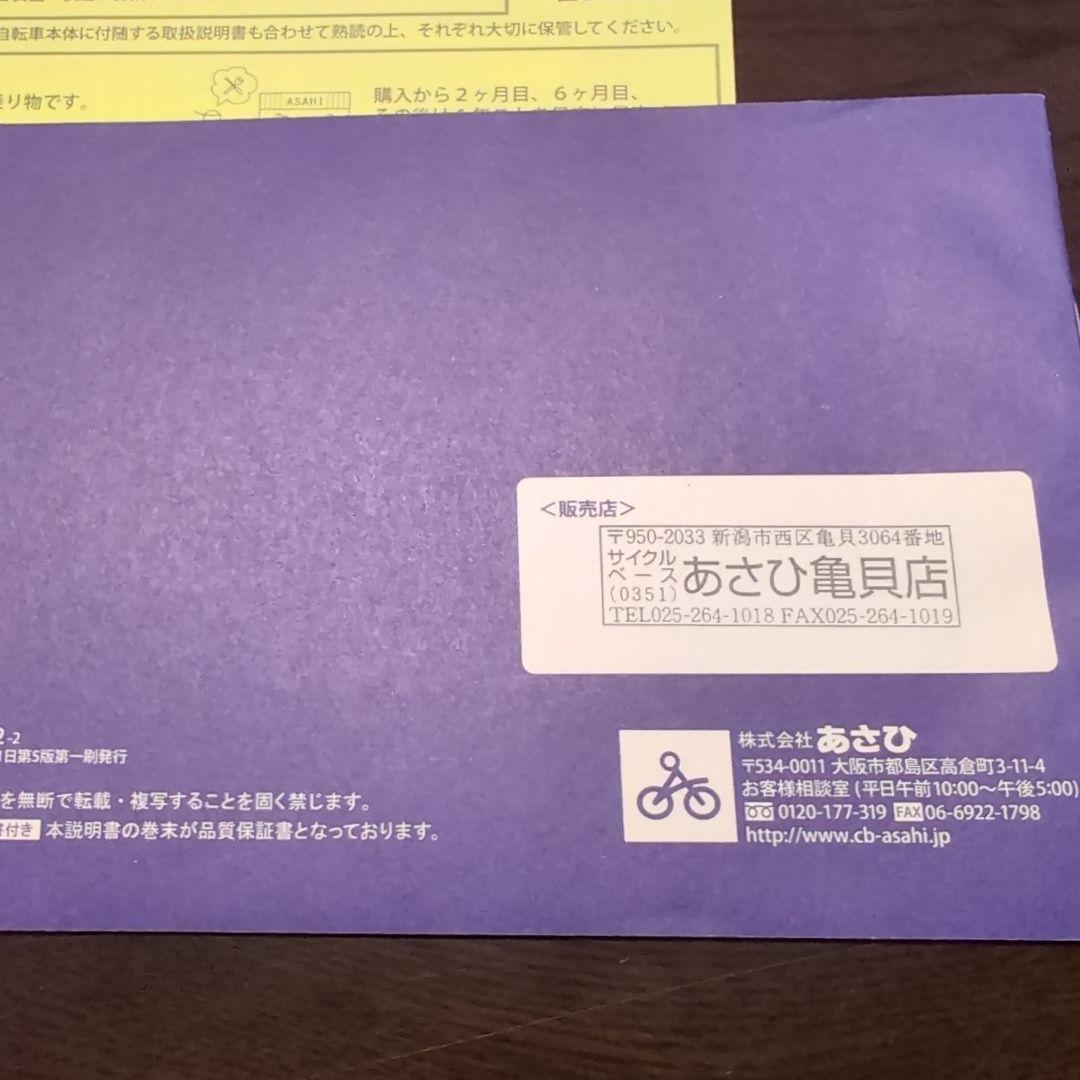 自転車本体に付随する取扱説明書も合わせて熟読の上、それぞれ大切に保管してください。
り物です。
ASAHI
購入から2ヶ月目、6ヶ月目、
＜販売店＞
〒950-2033 新潟市西区亀貝3064番地
サイクル
ベース
(0351)
あさひ亀貝店
TEL025-264-1018 FAX025-264-1019
2-2
日第5版第一刷発行
を無断で転載・複写することを固く禁じます。
書付き 本説明書の巻末が品質保証書となっております。
株式会社 あさひ
〒534-0011 大阪市都島区高倉町3-11-4
お客様相談室 (平日午前10:00～午後5:00)
0120-177-319 FAX 06-6922-1798
http://www.cb-asahi.jp